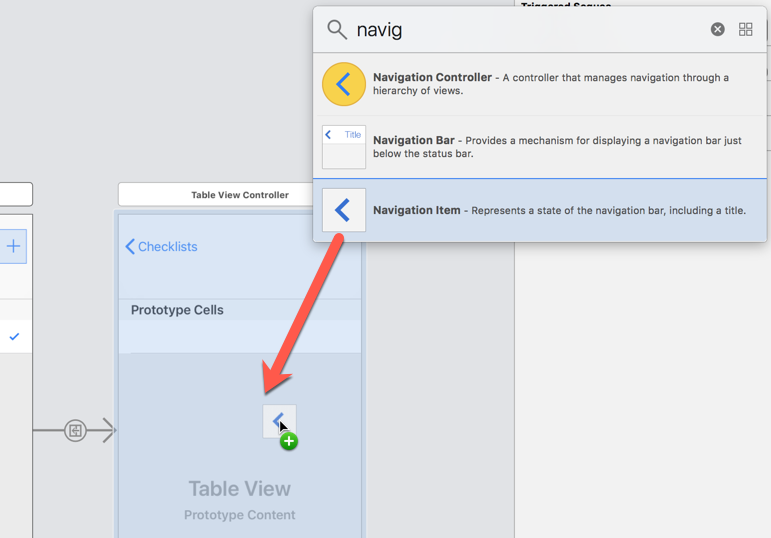 Triggered Segues
navig
Navigation Controller - A controller that manages navigation through a
hierarchy of views.
Title
Navigation Bar - Provides a mechanism for displaying a navigation bar just
below the status bar.
Navigation Item - Represents a state of the navigation bar, including a title.
Table View Controller
Checklists
Prototype Cells
Table View
Prototype Content